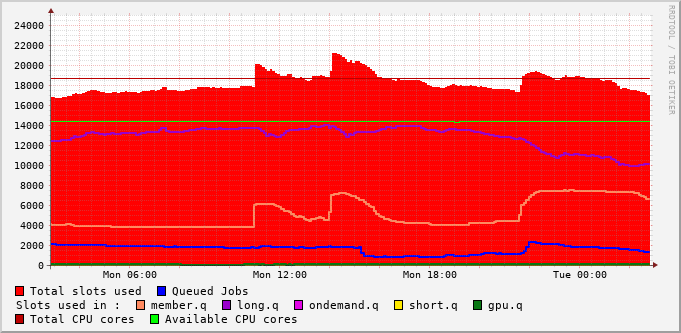 RRDTOOL / TOBI OETIKER
24000
22000
20000
18000
16000
14000
12000
10000
8000
6000
4000
2000
0
Mon 06:00 Mon 12:00 Mon 18:00 Tue 00:00
Total slots used Queued Jobs
Slots used in : member.q long.q ondemand.q short.q gpu.q
Total CPU cores Available CPU cores